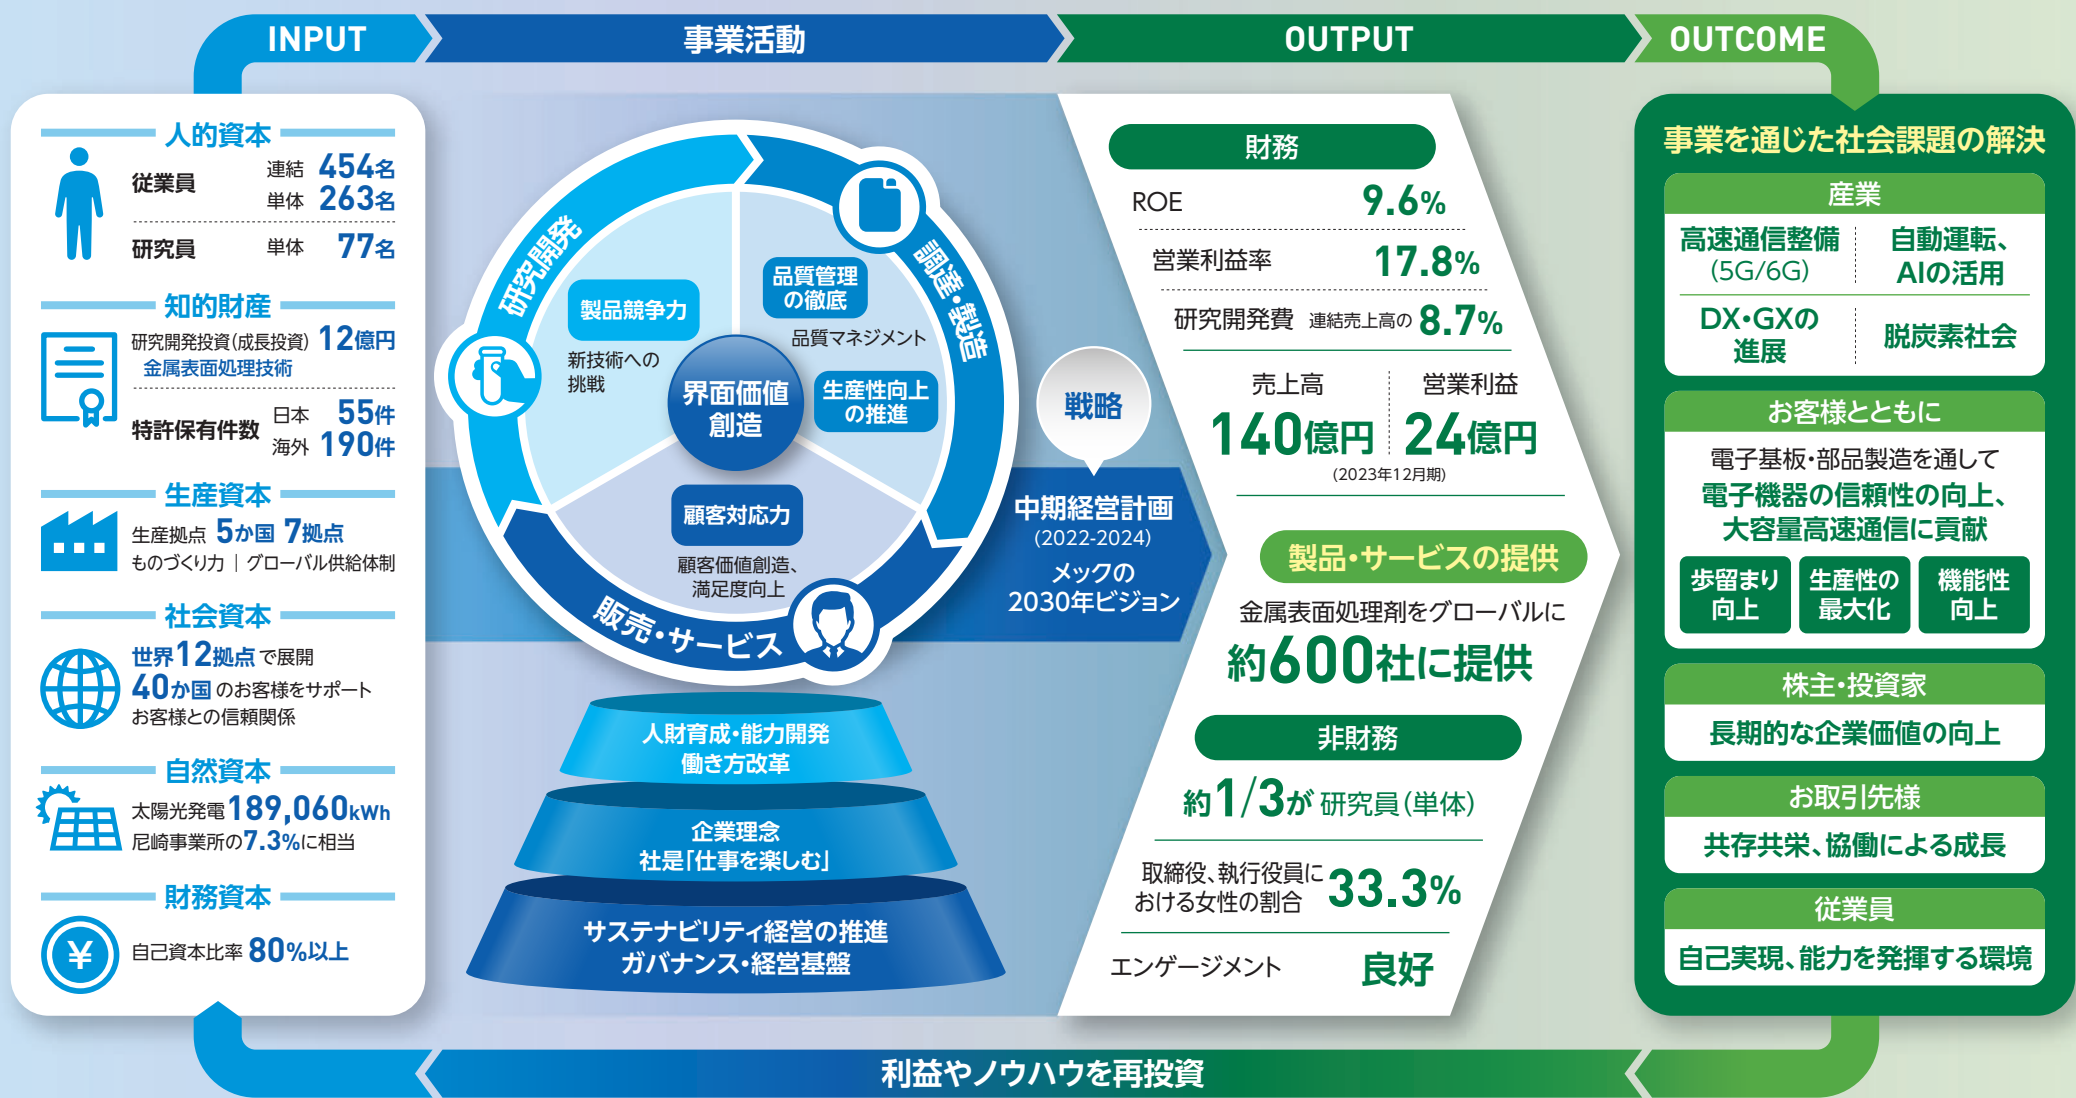 INPUT
事業活動
OUTPUT
OUTCOME
人的資本
従業員
連結 454名
単体 263名
研究員 単体 77名
知的財産
研究開発投資(成長投資) 12億円
金属表面処理技術
特許保有件数
日本 55件
海外 190件
生産資本
生産拠点 5か国 7拠点
ものづくり力｜グローバル供給体制
社会資本
世界12拠点で展開
40か国のお客様をサポート
お客様との信頼関係
自然資本
太陽光発電189,060kWh
尼崎事業所の7.3%に相当
財務資本
¥
自己資本比率 80%以上
研究開発
製品競争力
新技術への
挑戦
調達・製造
品質管理
の徹底
品質マネジメント
生産性向上
の推進
界面価値
創造
顧客対応力
顧客価値創造、
満足度向上
販売・サービス
人財育成・能力開発
働き方改革
企業理念
社是「仕事を楽しむ」
サステナビリティ経営の推進
ガバナンス・経営基盤
戦略
中期経営計画
(2022-2024)
メックの
2030年ビジョン
財務
ROE 9.6%
営業利益率 17.8%
研究開発費 連結売上高の 8.7%
売上高
140億円
営業利益
24億円
(2023年12月期)
製品・サービスの提供
金属表面処理剤をグローバルに
約600社に提供
非財務
約1/3が 研究員(単体)
取締役、執行役員に
おける女性の割合
33.3%
エンゲージメント 良好
事業を通じた社会課題の解決
産業
高速通信整備
(5G/6G)
自動運転、
AIの活用
DX・GXの
進展
脱炭素社会
お客様とともに
電子基板・部品製造を通して
電子機器の信頼性の向上、
大容量高速通信に貢献
歩留まり
向上
生産性の
最大化
機能性
向上
株主・投資家
長期的な企業価値の向上
お取引先様
共存共栄、協働による成長
従業員
自己実現、能力を発揮する環境
利益やノウハウを再投資